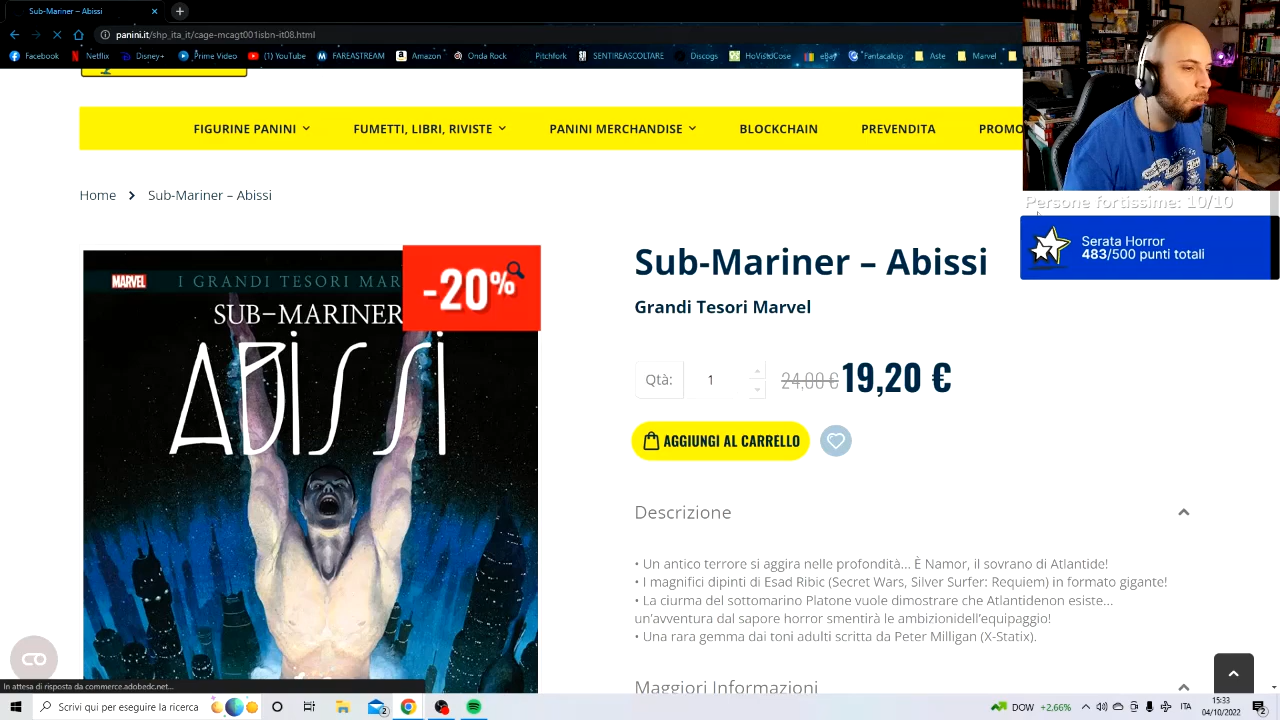 Sub-Mariner – Abissi
panini.it/shp_ita_it/cage-mcagt001isbn-it08.html
Facebook
Netflix
Disney+
Prime Video
(1) YouTube
FAREASTREAM
Amazon
Onda Rock
Pitchfork
SENTIREASCOLTARE
Discogs
HoVistoCose
eBay
Fantacalcio
Aste
Marvel
FIGURINE PANINI
FUMETTI, LIBRI, RIVISTE
PANINI MERCHANDISE
BLOCKCHAIN
PREVENDITA
PROMO
Home
Sub-Mariner – Abissi
Persone fortissime: 10/10
Serata Horror
483/500 punti totali
MARVEL
I GRANDI TESORI MAR
-20%
SUB-MARINER
ABISSI
Sub-Mariner – Abissi
Grandi Tesori Marvel
Qtà:
1
24,00 €
19,20 €
AGGIUNGI AL CARRELLO
Descrizione
• Un antico terrore si aggira nelle profondità... È Namor, il sovrano di Atlantide!
• I magnifici dipinti di Esad Ribic (Secret Wars, Silver Surfer: Requiem) in formato gigante!
• La ciurma del sottomarino Platone vuole dimostrare che Atlantidenon esiste...
un'avventura dal sapore horror smentirà le ambizionidell'equipaggio!
• Una rara gemma dai toni adulti scritta da Peter Milligan (X-Statix).
Maggiori Informazioni
In attesa di risposta da commerce.adobedc.net...
Scrivi qui per eseguire la ricerca
2
DOW
+2,66%
ITA
15:33
04/10/2022
2